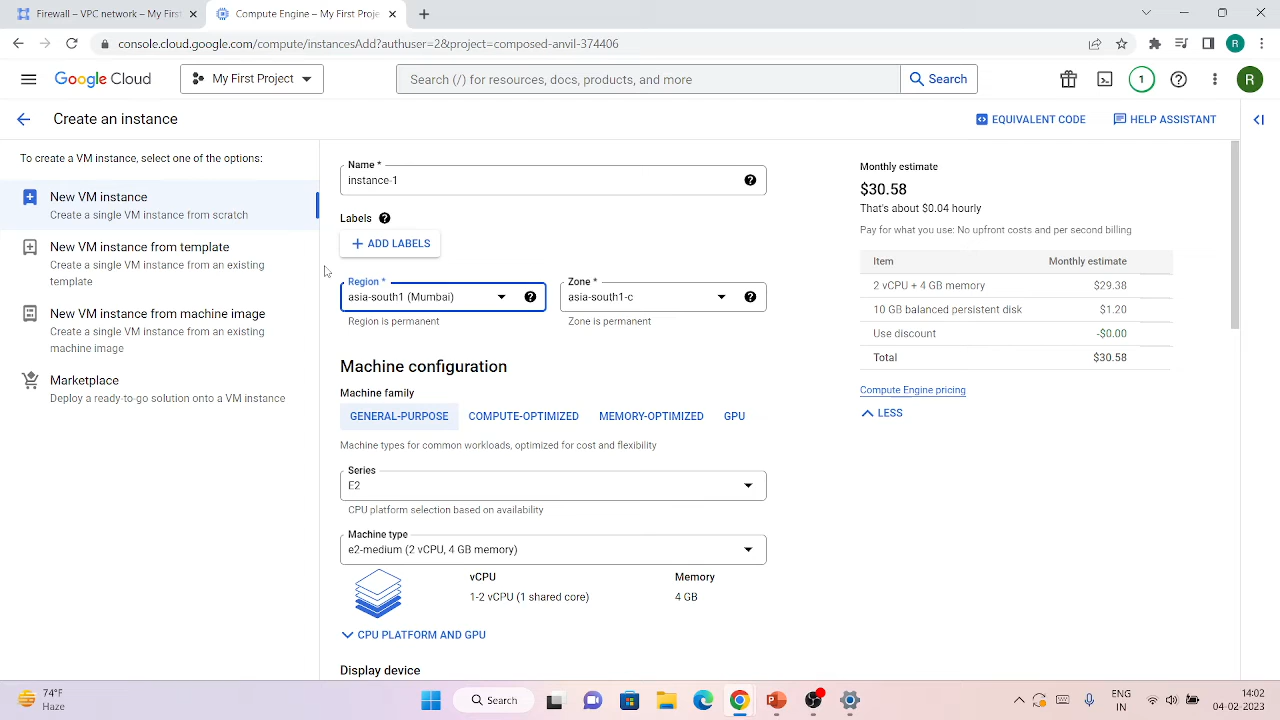 Firewall – VPC network – My First
Compute Engine – My First Proje
console.cloud.google.com/compute/instancesAdd?authuser=2&project=compound-anvil-374406
R
Google Cloud
My First Project
Search (/) for resources, docs, products, and more
Search
1
R
Create an instance
EQUIVALENT CODE
HELP ASSISTANT
To create a VM instance, select one of the options:
New VM instance
Create a single VM instance from scratch
New VM instance from template
Create a single VM instance from an existing
template
New VM instance from machine image
Create a single VM instance from an existing
machine image
Marketplace
Deploy a ready-to-go solution onto a VM instance
Name *
instance-1
Labels
ADD LABELS
Region *
asia-south1 (Mumbai)
Region is permanent
Zone *
asia-south1-c
Zone is permanent
Machine configuration
Machine family
GENERAL-PURPOSE
COMPUTE-OPTIMIZED
MEMORY-OPTIMIZED
GPU
Machine types for common workloads, optimized for cost and flexibility
Series
E2
CPU platform selection based on availability
Machine type
e2-medium (2 vCPU, 4 GB memory)
vCPU
1-2 vCPU (1 shared core)
Memory
4 GB
CPU PLATFORM AND GPU
Display device
Monthly estimate
$30.58
That's about $0.04 hourly
Pay for what you use: No upfront costs and per second billing
Item Monthly estimate
2 vCPU + 4 GB memory $29.38
10 GB balanced persistent disk $1.20
Use discount -$0.00
Total $30.58
Compute Engine pricing
LESS
74°F
Haze
Search
ENG
IN
14:02
04-02-2023